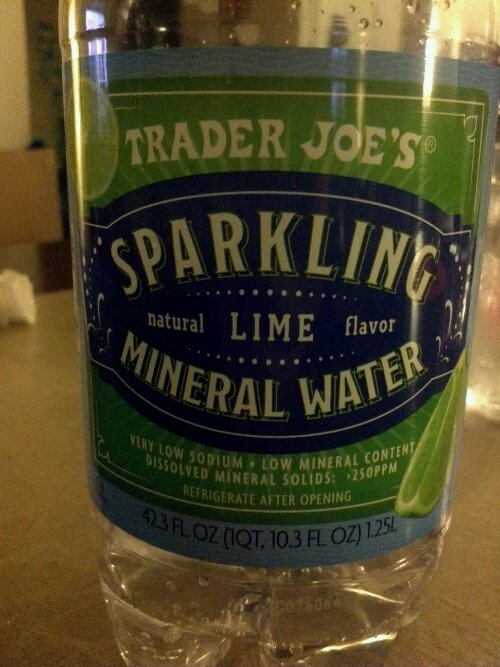 TRADER JOE'S®
SPARKLING
natural LIME flavor
MINERAL WATER
VERY LOW SODIUM • LOW MINERAL CONTENT
DISSOLVED MINERAL SOLIDS: >250PPM
REFRIGERATE AFTER OPENING
42.3 FL OZ (1QT, 10.3 FL OZ) 1.25L